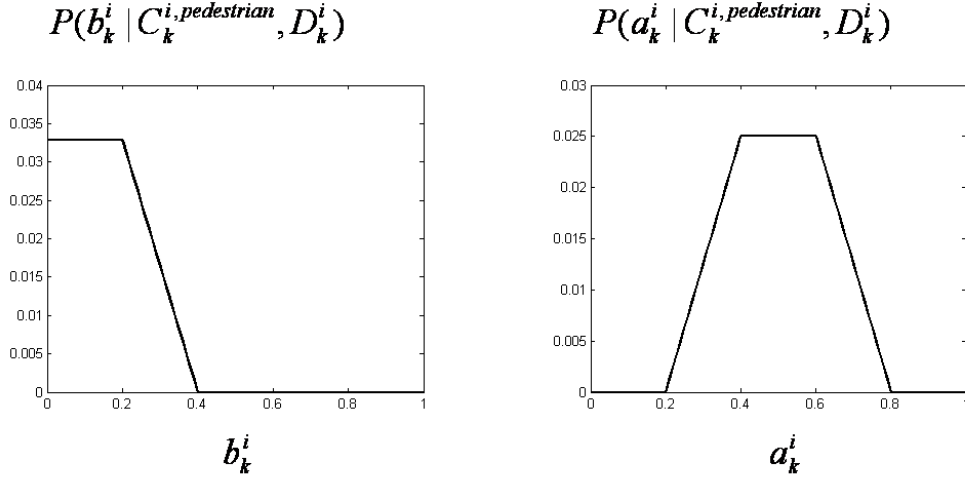 P(b_k^i | C_k^{i,pedestrian}, D_k^i)
0.04
0.035
0.03
0.025
0.02
0.015
0.01
0.005
0
0 0.2 0.4 0.6 0.8 1
b_k^i
P(a_k^i | C_k^{i,pedestrian}, D_k^i)
0.03
0.025
0.02
0.015
0.01
0.005
0
0 0.2 0.4 0.6 0.8 1
a_k^i